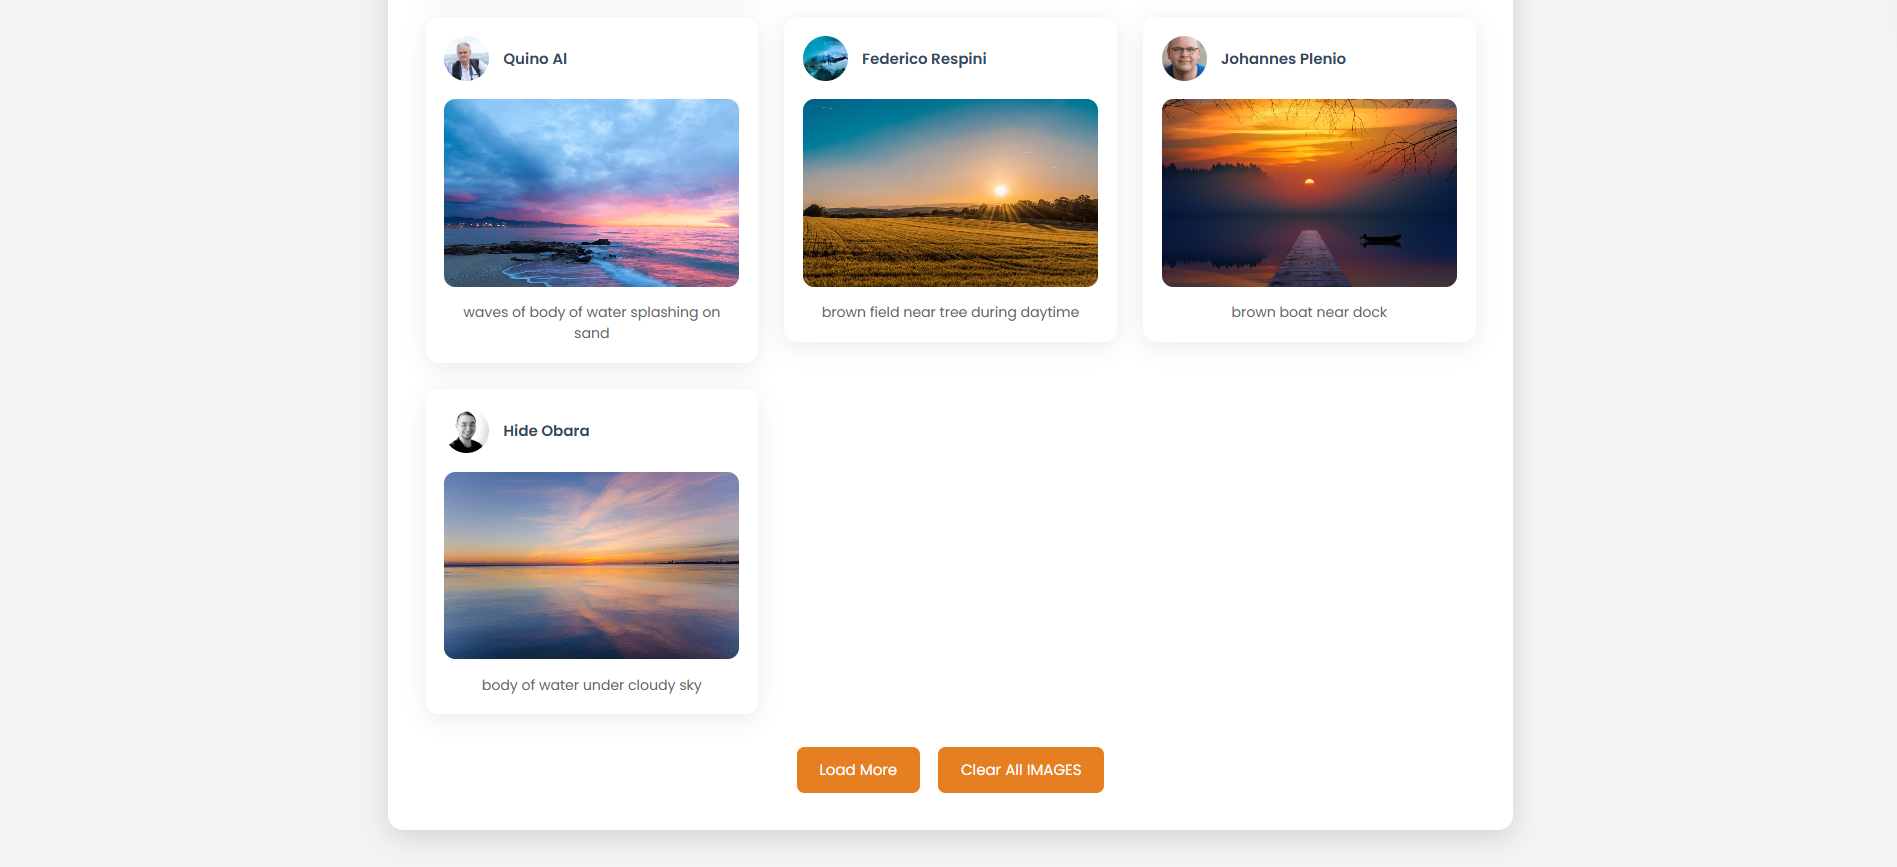 Quino Al
Federico Respini
Johannes Plenio
waves of body of water splashing on
sand
brown field near tree during daytime
brown boat near dock
Hide Obara
body of water under cloudy sky
Load More
Clear All IMAGES